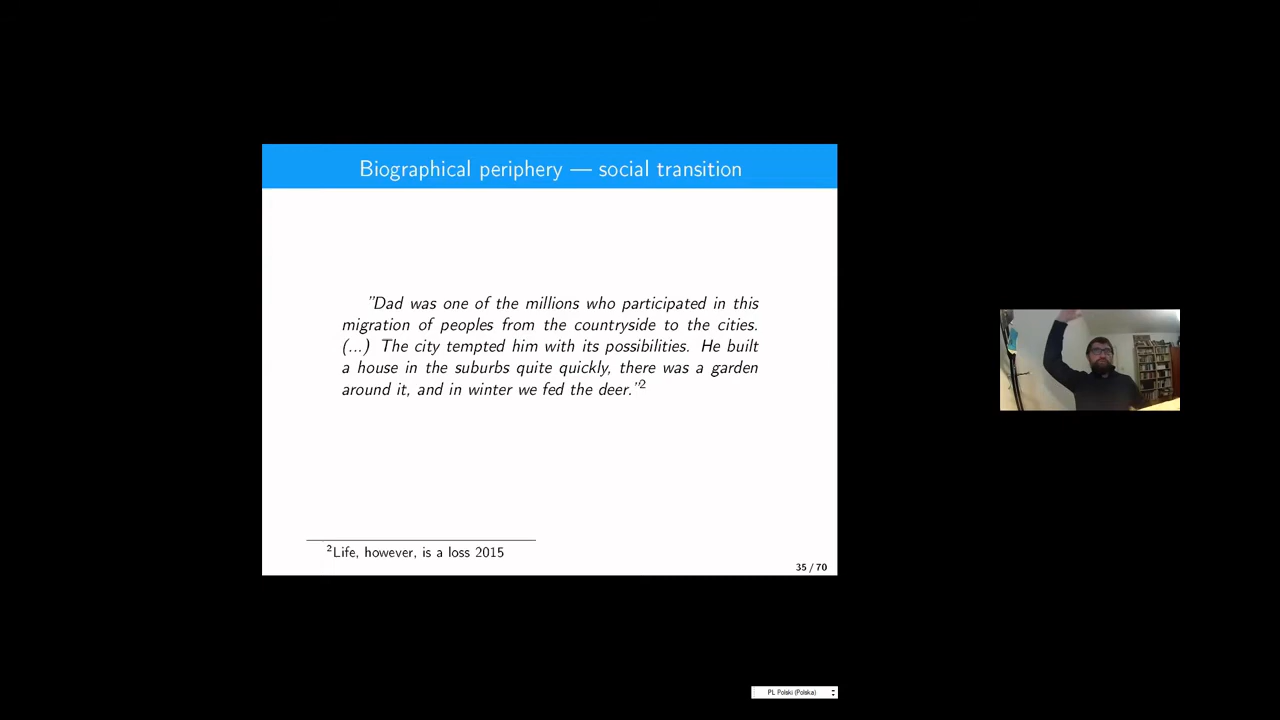 Biographical periphery — social transition
”Dad was one of the millions who participated in this
migration of peoples from the countryside to the cities.
(...) The city tempted him with its possibilities. He built
a house in the suburbs quite quickly, there was a garden
around it, and in winter we fed the deer.”2
2Life, however, is a loss 2015
35 / 70
PL Polski (Polska)